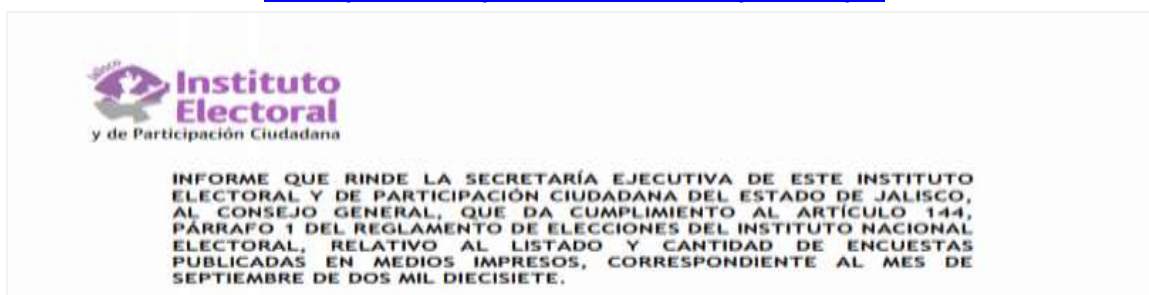 Jalisco
Instituto
Electoral
y de Participación Ciudadana
INFORME QUE RINDE LA SECRETARÍA EJECUTIVA DE ESTE INSTITUTO
ELECTORAL Y DE PARTICIPACIÓN CIUDADANA DEL ESTADO DE JALISCO,
AL CONSEJO GENERAL, QUE DA CUMPLIMIENTO AL ARTÍCULO 144,
PÁRRAFO 1 DEL REGLAMENTO DE ELECCIONES DEL INSTITUTO NACIONAL
ELECTORAL, RELATIVO AL LISTADO Y CANTIDAD DE ENCUESTAS
PUBLICADAS EN MEDIOS IMPRESOS, CORRESPONDIENTE AL MES DE
SEPTIEMBRE DE DOS MIL DIECISIETE.